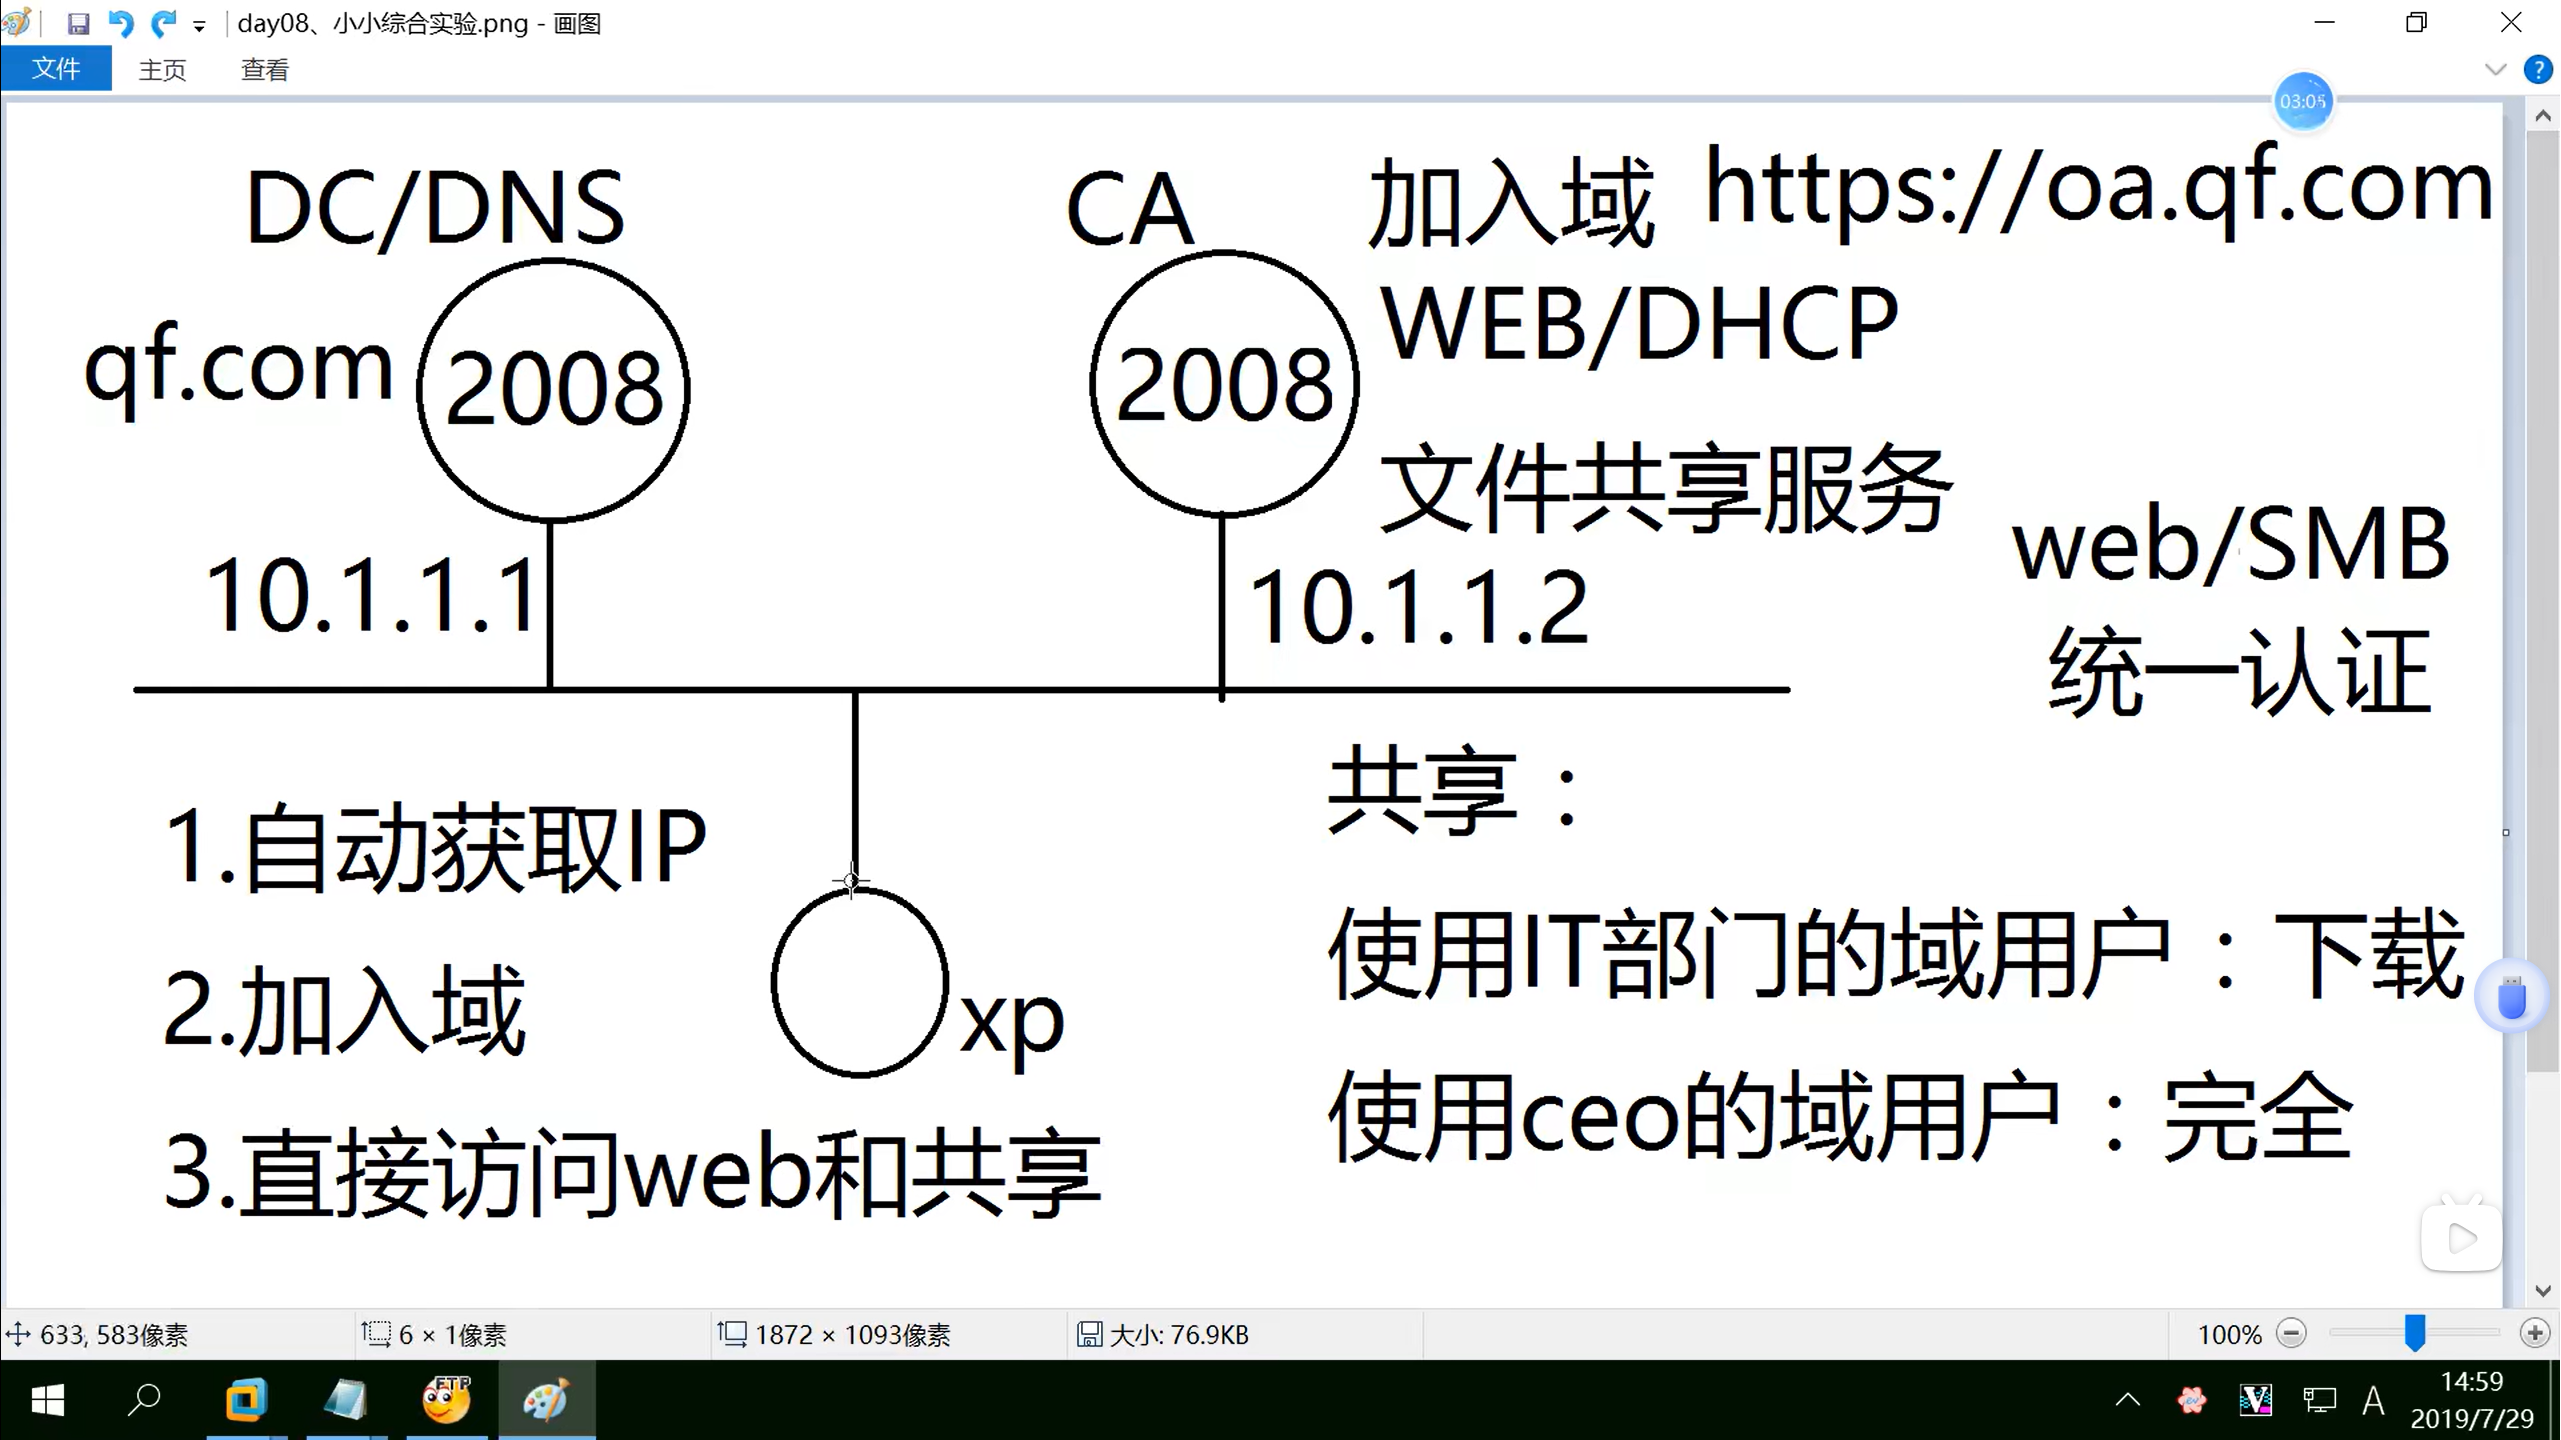 day08、小小综合实验.png - 画图
文件 主页 查看
03:05
DC/DNS
CA
加入域
https://oa.qf.com
WEB/DHCP
qf.com
2008
2008
文件共享服务
web/SMB
10.1.1.1
10.1.1.2
统一认证
共享：
1.自动获取IP
使用IT部门的域用户：下载
2.加入域
xp
使用ceo的域用户：完全
3.直接访问web和共享
633, 583像素
6 × 1像素
1872 × 1093像素
大小: 76.9KB
100%
FTP
A
14:59
2019/7/29